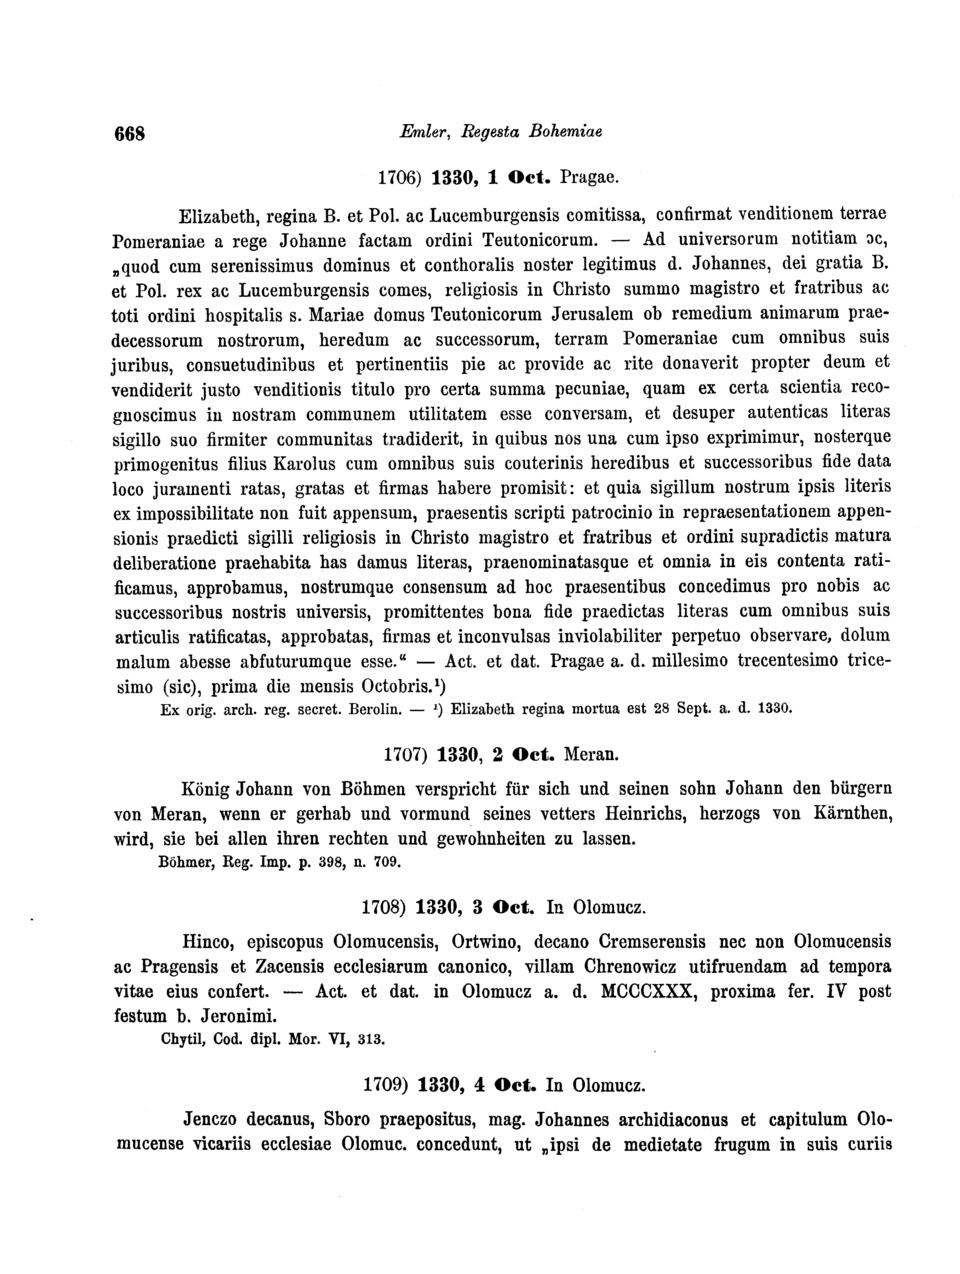 668 Emler, Regesta Bohemiae
1706) 1330, 1 Oct. Pragae.
Elizabeth, regina B. et Pol. ac Lucemburgensis comitissa, confirmat venditionem terrae
Pomeraniae a rege Johanne factam ordini Teutonicorum. — Ad universorum notitiam ɔc,
„quod cum serenissimus dominus et conthoralis noster legitimus d. Johannes, dei gratia B.
et Pol. rex ac Lucemburgensis comes, religiosis in Christo summo magistro et fratribus ac
toti ordini hospitalis s. Mariae domus Teutonicorum Jerusalem ob remedium animarum prae-
decessorum nostrorum, heredum ac successorum, terram Pomeraniae cum omnibus suis
juribus, consuetudinibus et pertinentiis pie ac provide ac rite donaverit propter deum et
vendiderit justo venditionis titulo pro certa summa pecuniae, quam ex certa scientia reco-
gnoscimus in nostram communem utilitatem esse conversam, et desuper autenticas literas
sigillo suo firmiter communitas tradiderit, in quibus nos una cum ipso exprimimur, nosterque
primogenitus filius Karolus cum omnibus suis couterinis heredibus et successoribus fide data
loco juramenti ratas, gratas et firmas habere promisit: et quia sigillum nostrum ipsis literis
ex impossibilitate non fuit appensum, praesentis scripti patrocinio in repraesentationem appen-
sionis praedicti sigilli religiosis in Christo magistro et fratribus et ordini supradictis matura
deliberatione praehabita has damus literas, praenominatasque et omnia in eis contenta rati-
ficamus, approbamus, nostrumque consensum ad hoc praesentibus concedimus pro nobis ac
successoribus nostris universis, promittentes bona fide praedictas literas cum omnibus suis
articulis ratificatas, approbatas, firmas et inconvulsas inviolabiliter perpetuo observare, dolum
malum abesse abfuturumque esse.“ — Act. et dat. Pragae a. d. millesimo trecentesimo trice-
simo (sic), prima die mensis Octobris.¹)
Ex orig. arch. reg. secret. Berolin. — ¹) Elizabeth regina mortua est 28 Sept. a. d. 1330.
1707) 1330, 2 Oct. Meran.
König Johann von Böhmen verspricht für sich und seinen sohn Johann den bürgern
von Meran, wenn er gerhab und vormund seines vetters Heinrichs, herzogs von Kärnthen,
wird, sie bei allen ihren rechten und gewohnheiten zu lassen.
Böhmer, Reg. Imp. p. 398, n. 709.
1708) 1330, 3 Oct. In Olomucz.
Hinco, episcopus Olomucensis, Ortwino, decano Cremserensis nec non Olomucensis
ac Pragensis et Zacensis ecclesiarum canonico, villam Chrenowicz utifruendam ad tempora
vitae eius confert. — Act. et dat. in Olomucz a. d. MCCCXXX, proxima fer. IV post
festum b. Jeronimi.
Chytil, Cod. dipl. Mor. VI, 313.
1709) 1330, 4 Oct. In Olomucz.
Jenczo decanus, Sboro praepositus, mag. Johannes archidiaconus et capitulum Olo-
mucense vicariis ecclesiae Olomuc. concedunt, ut „ipsi de medietate frugum in suis curiis